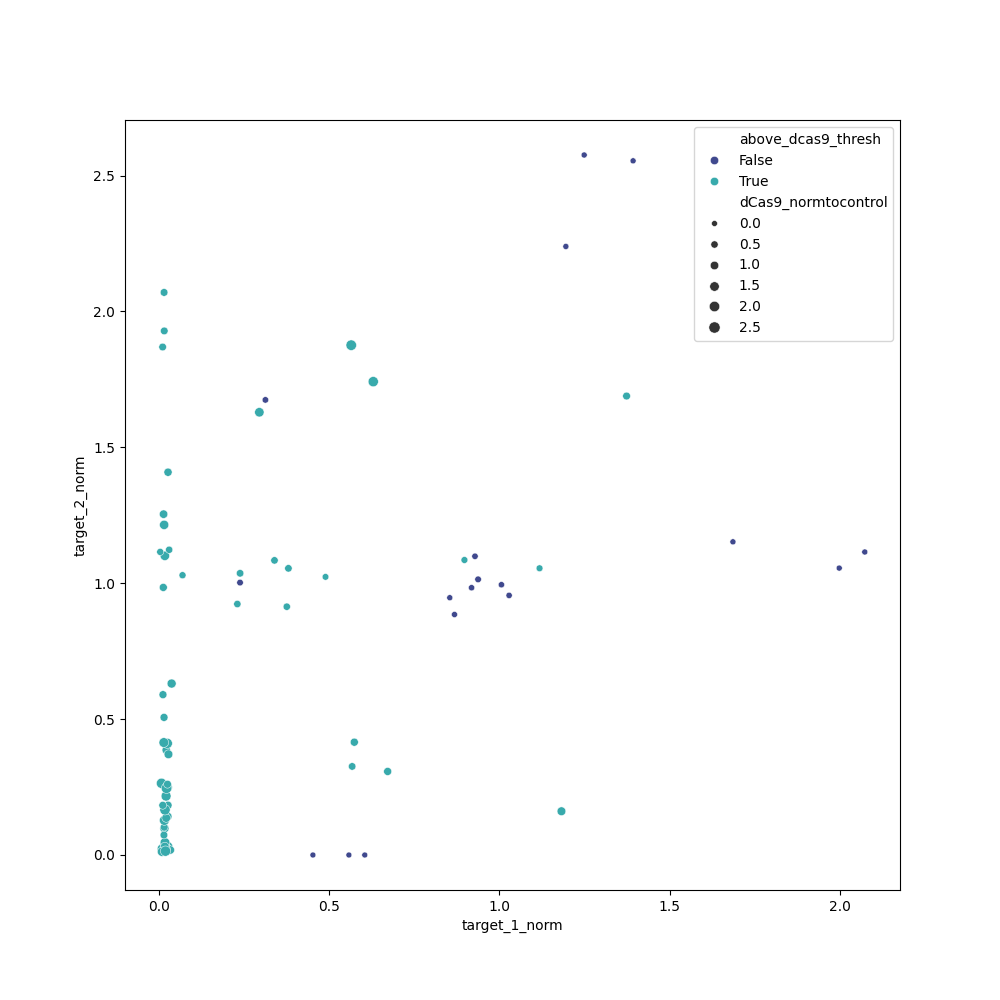 above_dcas9_thresh
False
True
dCas9_normtocontrol
0.0
0.5
1.0
1.5
2.0
2.5
2.5
2.0
1.5
1.0
0.5
0.0
target_2_norm
0.0 0.5 1.0 1.5 2.0
target_1_norm